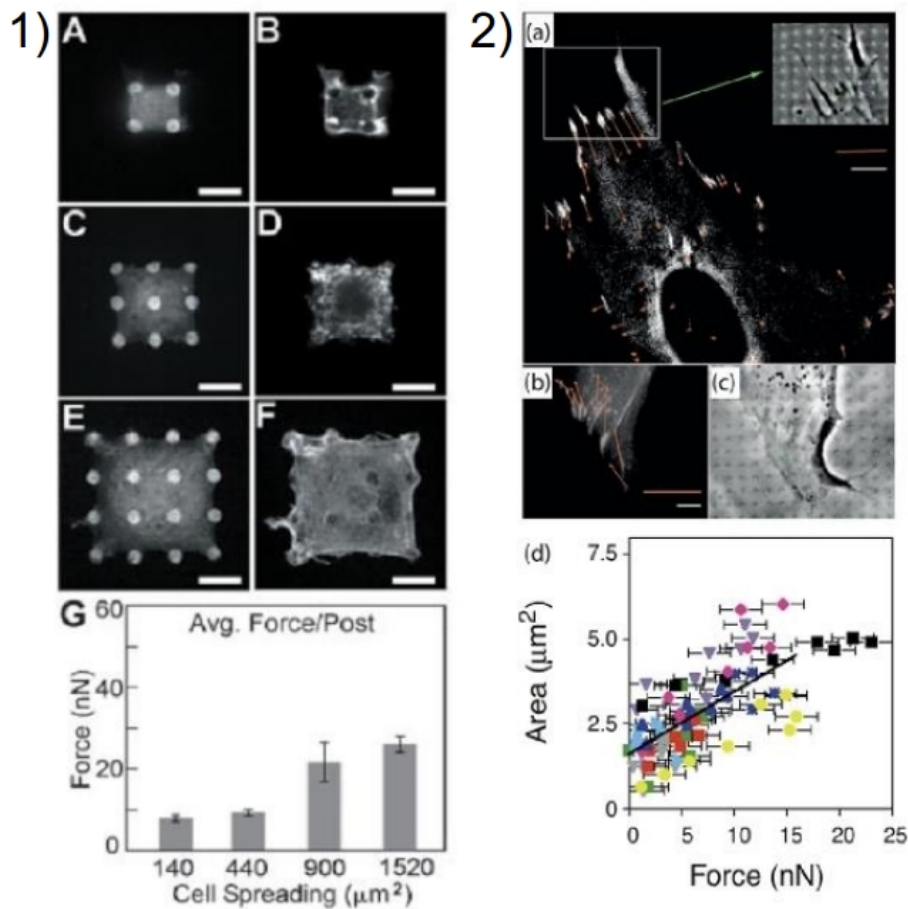 1)
A
B
C
D
E
F
G
Avg. Force/Post
60
40
20
0
Force (nN)
140 440 900 1520
Cell Spreading (μm²)
2)
(a)
(b)
(c)
(d)
7.5
5.0
2.5
0
Area (μm²)
0 5 10 15 20 25
Force (nN)